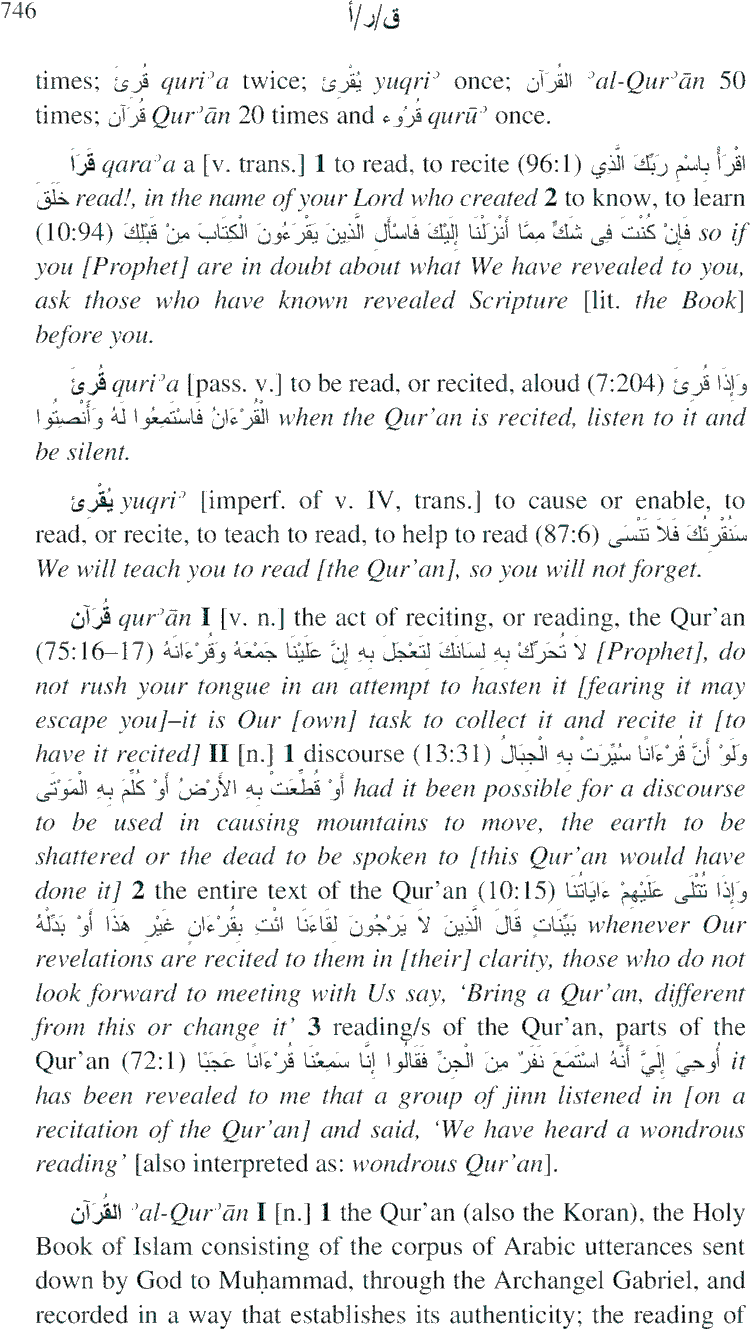 746
ق/ر/أ
times; قُرِئَ quriʾa twice; يُقْرِئ yuqriʾ once; القُرَآن ʾal-Qurʾān 50
times; قُرَآن Qurʾān 20 times and قُرُوء qurūʾ once.
قَرَأَ qaraʾa a [v. trans.] 1 to read, to recite (96:1) اقْرَأْ بِاسْمِ رَبِّكَ الَّذِي
خَلَقَ read!, in the name of your Lord who created 2 to know, to learn
(10:94) فَإِنْ كُنْتَ فِى شَكٍّ مِمَّا أَنْزَلْنَا إِلَيْكَ فَاسْأَلِ الَّذِينَ يَقْرَءُونَ الْكِتَابَ مِنْ قَبْلِكَ so if
you [Prophet] are in doubt about what We have revealed to you,
ask those who have known revealed Scripture [lit. the Book]
before you.
قُرِئَ quriʾa [pass. v.] to be read, or recited, aloud (7:204) وَإِذَا قُرِئَ
الْقُرْءَانُ فَاسْتَمِعُوا لَهُ وَأَنْصِتُوا when the Qur’an is recited, listen to it and
be silent.
يُقْرِئ yuqriʾ [imperf. of v. IV, trans.] to cause or enable, to
read, or recite, to teach to read, to help to read (87:6) سَنُقْرِئُكَ فَلاَ تَنْسَى
We will teach you to read [the Qur’an], so you will not forget.
قُرَآن qurʾān I [v. n.] the act of reciting, or reading, the Qur’an
(75:16–17) لاَ تُحَرِّكْ بِهِ لِسَانَكَ لِتَعْجَلَ بِهِ إِنَّ عَلَيْنَا جَمْعَهُ وَقُرْءَانَهُ [Prophet], do
not rush your tongue in an attempt to hasten it [fearing it may
escape you]–it is Our [own] task to collect it and recite it [to
have it recited] II [n.] 1 discourse (13:31) وَلَوْ أَنَّ قُرْءَانًا سُيِّرَتْ بِهِ الْجِبَالُ
أَوْ قُطِّعَتْ بِهِ الأَرْضُ أَوْ كُلِّمَ بِهِ الْمَوْتَى had it been possible for a discourse
to be used in causing mountains to move, the earth to be
shattered or the dead to be spoken to [this Qur’an would have
done it] 2 the entire text of the Qur’an (10:15) وَإِذَا تُتْلَى عَلَيْهِمْ ءَايَاتُنَا
بَيِّنَاتٍ قَالَ الَّذِينَ لاَ يَرْجُونَ لِقَاءَنَا ائْتِ بِقُرْءَانٍ غَيْرِ هَذَا أَوْ بَدِّلْهُ whenever Our
revelations are recited to them in [their] clarity, those who do not
look forward to meeting with Us say, ‘Bring a Qur’an, different
from this or change it’ 3 reading/s of the Qur’an, parts of the
Qur’an (72:1) أُوحِيَ إِلَيَّ أَنَّهُ اسْتَمَعَ نَفَرٌ مِنَ الْجِنِّ فَقَالُوا إِنَّا سَمِعْنَا قُرْءَانًا عَجَبًا it
has been revealed to me that a group of jinn listened in [on a
recitation of the Qur’an] and said, ‘We have heard a wondrous
reading’ [also interpreted as: wondrous Qur’an].
القُرَآن ʾal-Qurʾān I [n.] 1 the Qur’an (also the Koran), the Holy
Book of Islam consisting of the corpus of Arabic utterances sent
down by God to Muḥammad, through the Archangel Gabriel, and
recorded in a way that establishes its authenticity; the reading of